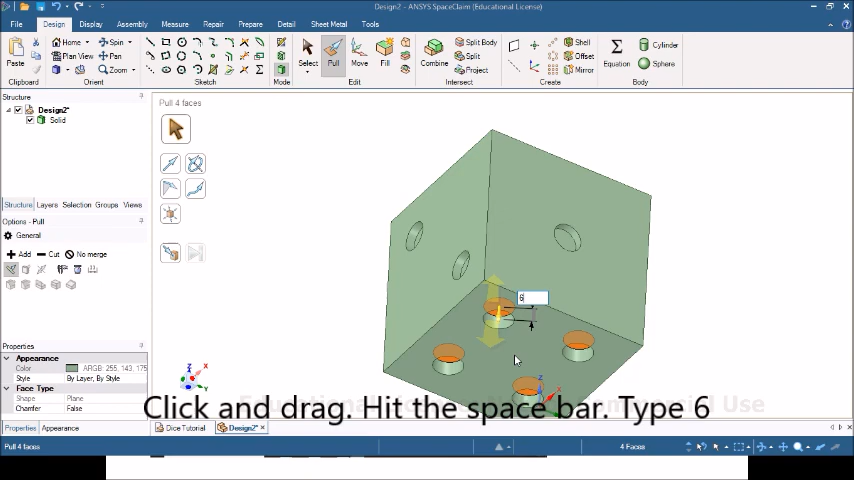 Design2* - ANSYS SpaceClaim (Educational License)
File Design Display Assembly Measure Repair Prepare Detail Sheet Metal Tools
Home Spin
Plan View Pan
Zoom
Paste
Select Pull Move Fill
Combine
Split Body
Split
Project
Shell
Offset
Mirror
Equation
Cylinder
Sphere
Clipboard Orient Sketch Mode Edit Intersect Create Body
Structure
Design2*
Solid
Structure Layers Selection Groups Views
Options - Pull
General
Add Cut No merge
Properties
Appearance
Color ARGB: 255, 143, 175
Style By Layer, By Style
Face Type
Shape Plane
Chamfer False
Properties Appearance
Pull 4 faces
6
Z X Y
Z X
Click and drag. Hit the space bar. Type 6
Dice Tutorial Design2*
Pull 4 faces 4 Faces